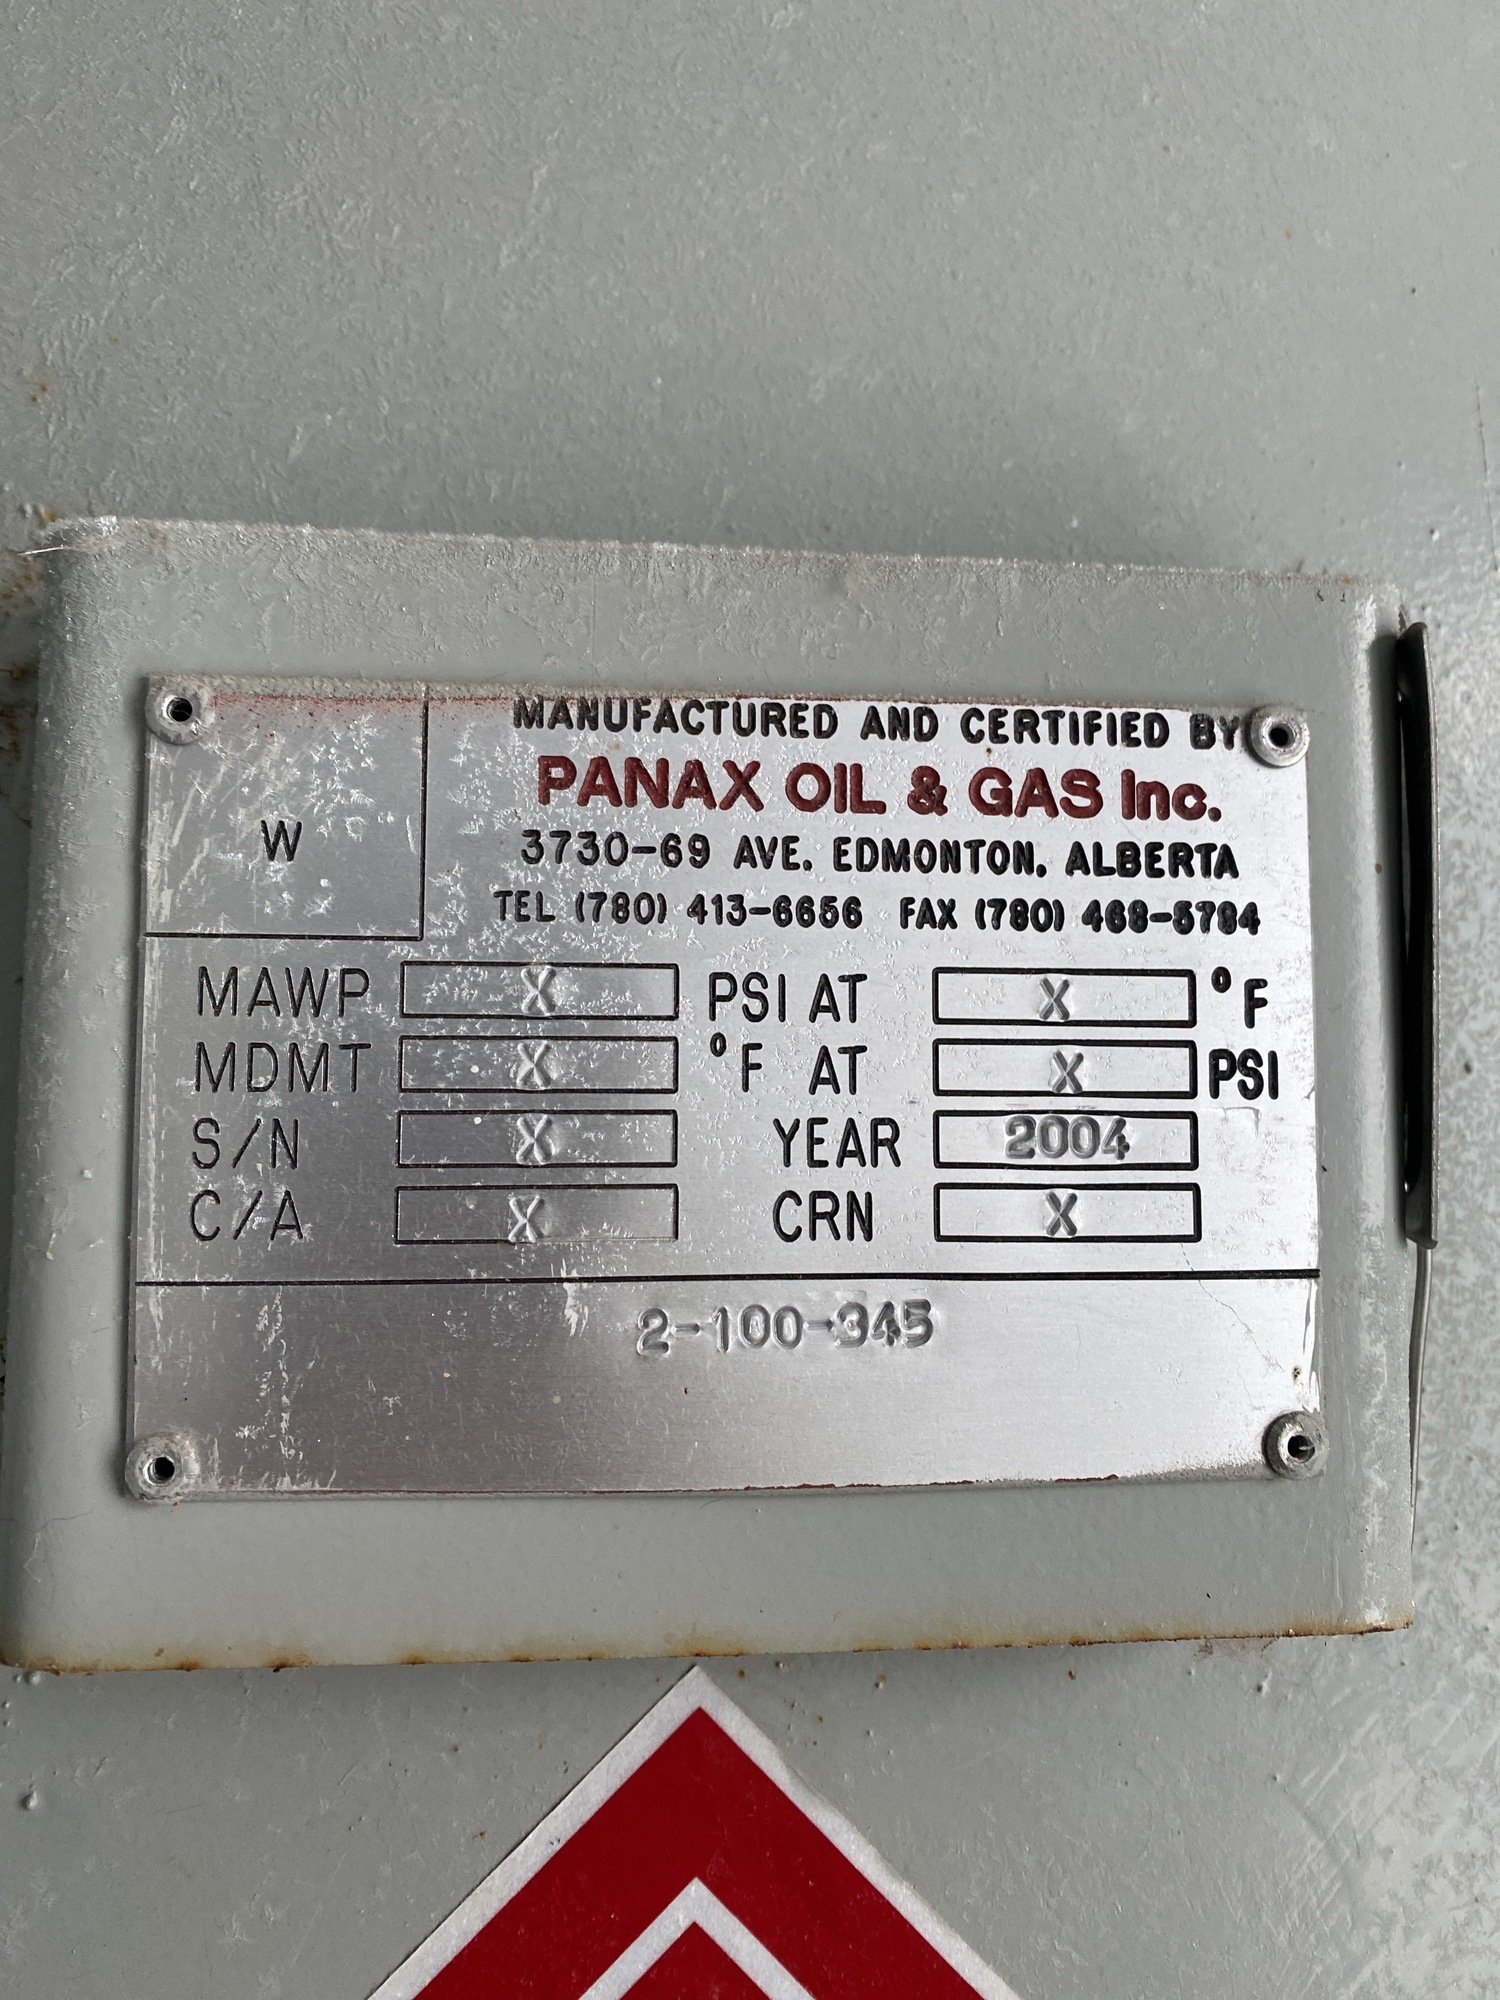 MANUFACTURED AND CERTIFIED BY
PANAX OIL & GAS Inc.
W
3730-69 AVE. EDMONTON, ALBERTA
TEL (780) 413-6656 FAX (780) 468-5784
MAWP X PSI AT X °F
MDMT X °F AT X PSI
S/N X YEAR 2004
C/A X CRN X
2-100-345